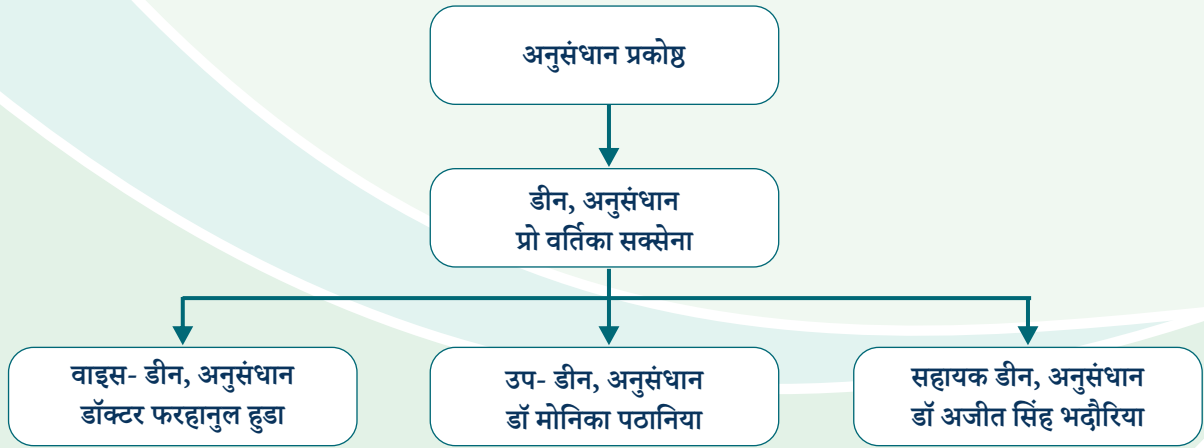 अनुसंधान प्रकोष्ठ
डीन, अनुसंधान
प्रो वर्तिका सक्सेना
वाइस- डीन, अनुसंधान
डॉक्टर फरहानुल हुडा
उप- डीन, अनुसंधान
डॉ मोनिका पठानिया
सहायक डीन, अनुसंधान
डॉ अजीत सिंह भदौरिया